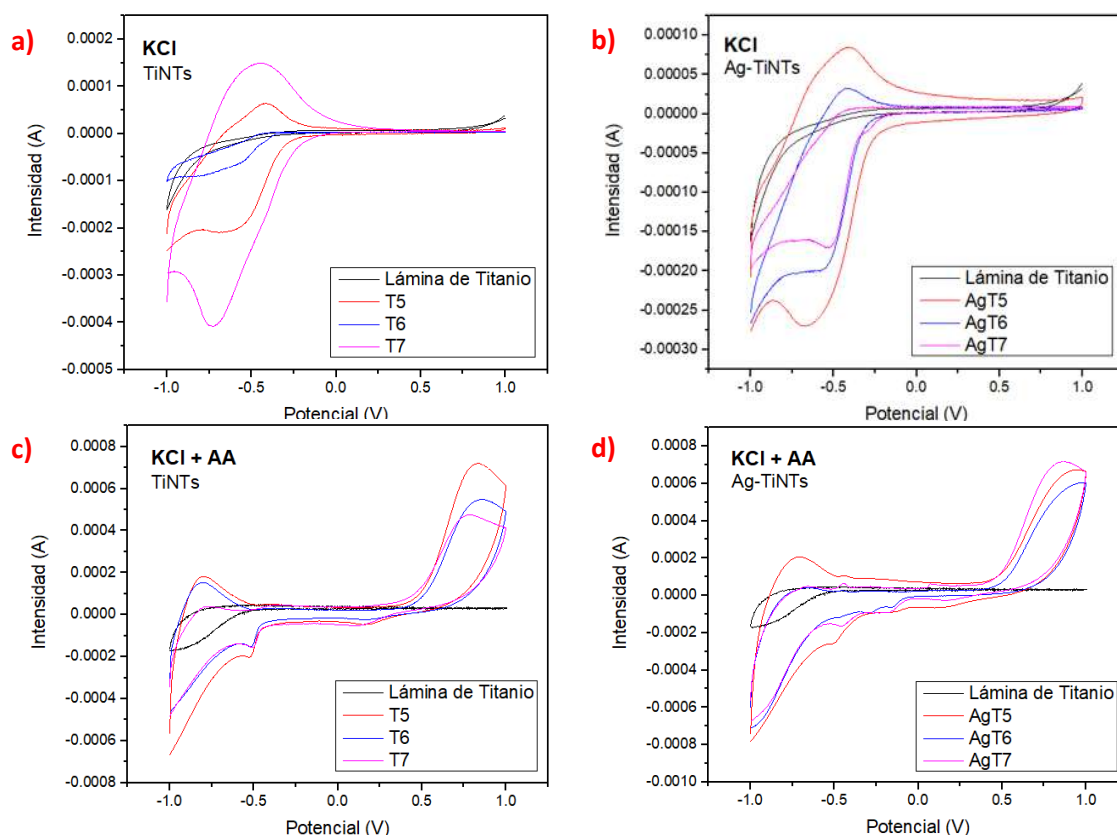 a)
KCl
TiNTs
Intensidad (A)
0.0002
0.0001
0.0000
-0.0001
-0.0002
-0.0003
-0.0004
-0.0005
Lámina de Titanio
T5
T6
T7
-1.0
-0.5
0.0
0.5
1.0
Potencial (V)
b)
KCl
Ag-TiNTs
Intensidad (A)
0.00010
0.00005
0.00000
-0.00005
-0.00010
-0.00015
-0.00020
-0.00025
-0.00030
Lámina de Titanio
AgT5
AgT6
AgT7
-1.0
-0.5
0.0
0.5
1.0
Potencial (V)
c)
KCl + AA
TiNTs
Intensidad (A)
0.0008
0.0006
0.0004
0.0002
0.0000
-0.0002
-0.0004
-0.0006
-0.0008
Lámina de Titanio
T5
T6
T7
-1.0
-0.5
0.0
0.5
1.0
Potencial (V)
d)
KCl + AA
Ag-TiNTs
Intensidad (A)
0.0008
0.0006
0.0004
0.0002
0.0000
-0.0002
-0.0004
-0.0006
-0.0008
-0.0010
Lámina de Titanio
AgT5
AgT6
AgT7
-1.0
-0.5
0.0
0.5
1.0
Potencial (V)